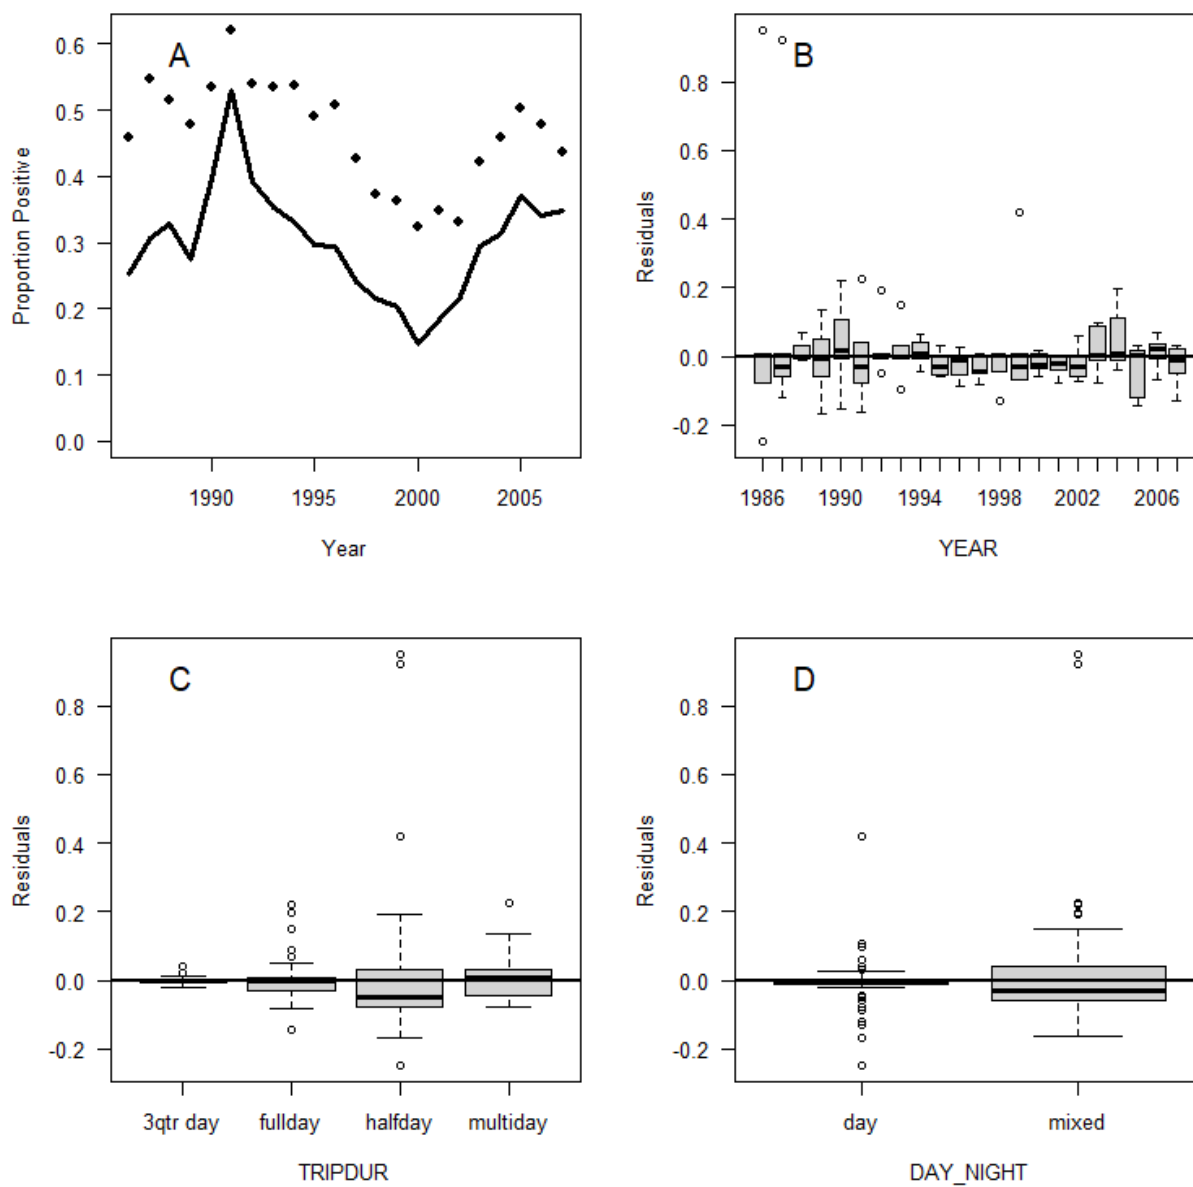 A
Proportion Positive
0.6
0.5
0.4
0.3
0.2
0.1
0.0
1990 1995 2000 2005
Year
B
Residuals
0.8
0.6
0.4
0.2
0.0
-0.2
1986 1990 1994 1998 2002 2006
YEAR
C
Residuals
0.8
0.6
0.4
0.2
0.0
-0.2
3qtr day fullday halfday multiday
TRIPDUR
D
Residuals
0.8
0.6
0.4
0.2
0.0
-0.2
day mixed
DAY_NIGHT